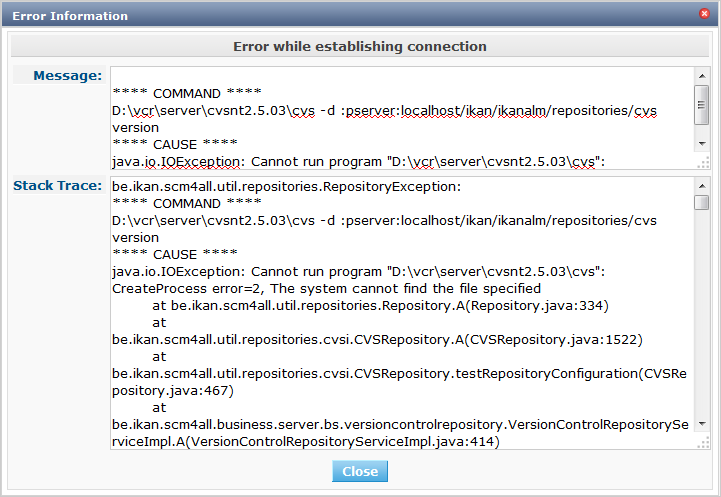 Error Information
Error while establishing connection
Message:
**** COMMAND ****
D:\vcr\server\cvsnt2.5.03\cvs -d :pserver:localhost/ikan/ikanalm/repositories/cvs
version
**** CAUSE ****
java.io.IOException: Cannot run program "D:\vcr\server\cvsnt2.5.03\cvs":
Stack Trace:
be.ikan.scm4all.util.repositories.RepositoryException:
**** COMMAND ****
D:\vcr\server\cvsnt2.5.03\cvs -d :pserver:localhost/ikan/ikanalm/repositories/cvs
version
**** CAUSE ****
java.io.IOException: Cannot run program "D:\vcr\server\cvsnt2.5.03\cvs":
CreateProcess error=2, The system cannot find the file specified
at be.ikan.scm4all.util.repositories.Repository.A(Repository.java:334)
at
be.ikan.scm4all.util.repositories.cvsi.CVSRepository.A(CVSRepository.java:1522)
at
be.ikan.scm4all.util.repositories.cvsi.CVSRepository.testRepositoryConfiguration(CVSRe
pository.java:467)
at
be.ikan.scm4all.business.server.bs.versioncontrolrepository.VersionControlRepositorySe
rviceImpl.A(VersionControlRepositoryServiceImpl.java:414)
Close